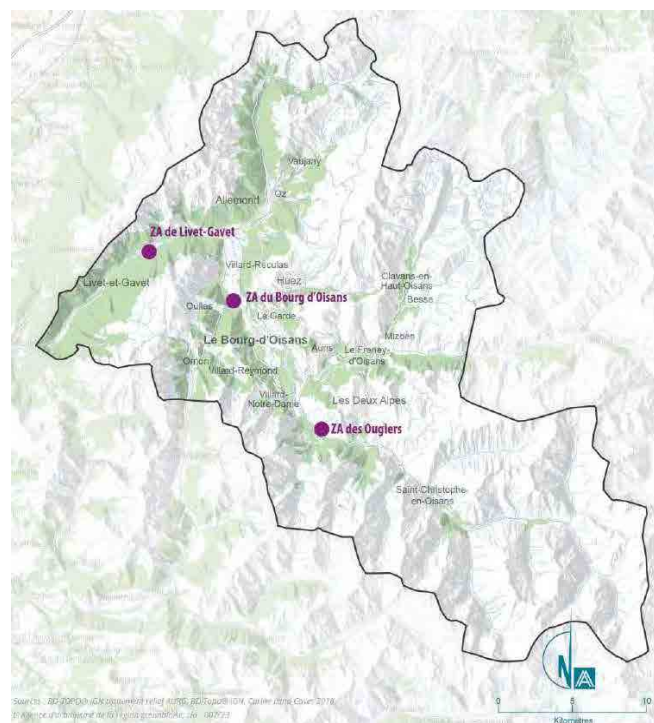 Vaujany
Oz
Allemond
ZA de Livet-Gavet
Villard-Reculas
Livet-et-Gavet
Huez
Clavans-en-
Haut-Oisans
Besse
ZA du Bourg d'Oisans
Oulles
La Garde
Mizoën
Le Bourg-d'Oisans
Auris
Le Freney-
d'Oisans
Ornon
Villard-Reymond
Villard-
Notre-Dame
Les Deux Alpes
ZA des Ougiers
Saint-Christophe-
en-Oisans
0 5 10
Kilomètres